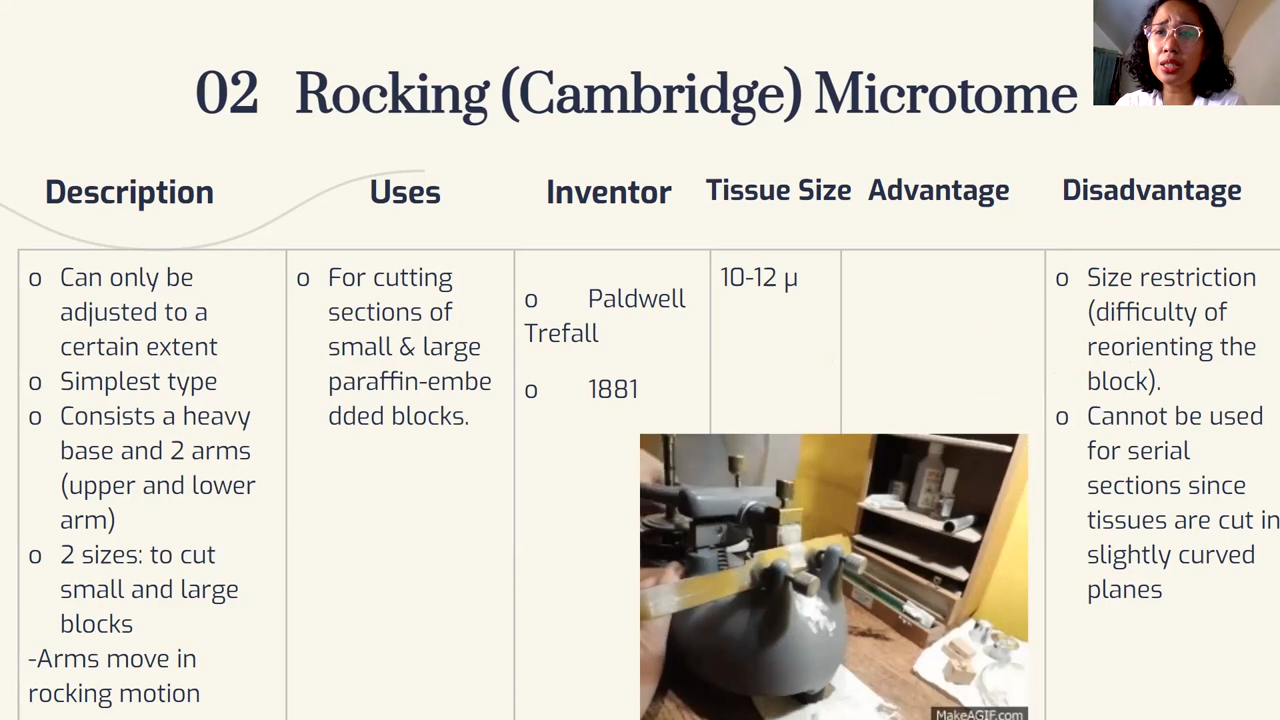 02 Rocking (Cambridge) Microtome
Description
Uses
Inventor
Tissue Size
Advantage
Disadvantage
o Can only be
adjusted to a
certain extent
o Simplest type
o Consists a heavy
base and 2 arms
(upper and lower
arm)
o 2 sizes: to cut
small and large
blocks
-Arms move in
rocking motion
o For cutting
sections of
small & large
paraffin-embe
dded blocks.
o Paldwell
Trefall
o 1881
10-12 μ
o Size restriction
(difficulty of
reorienting the
block).
o Cannot be used
for serial
sections since
tissues are cut in
slightly curved
planes
MakeAGIF.com